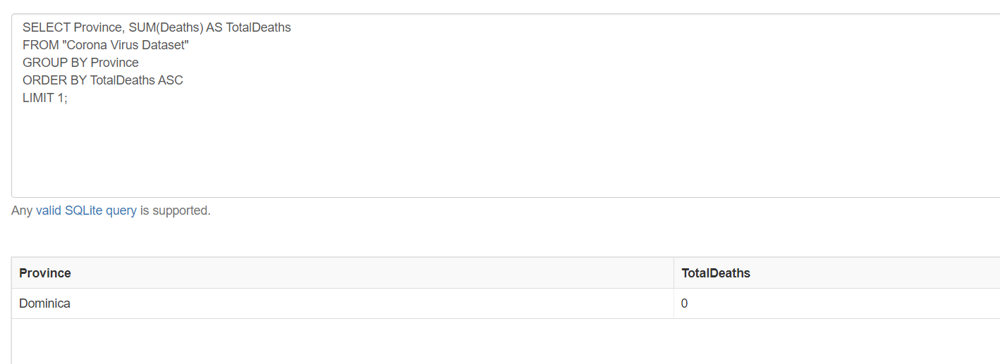 SELECT Province, SUM(Deaths) AS TotalDeaths
FROM "Corona Virus Dataset"
GROUP BY Province
ORDER BY TotalDeaths ASC
LIMIT 1;
Any valid SQLite query is supported.
Province TotalDeaths
Dominica 0